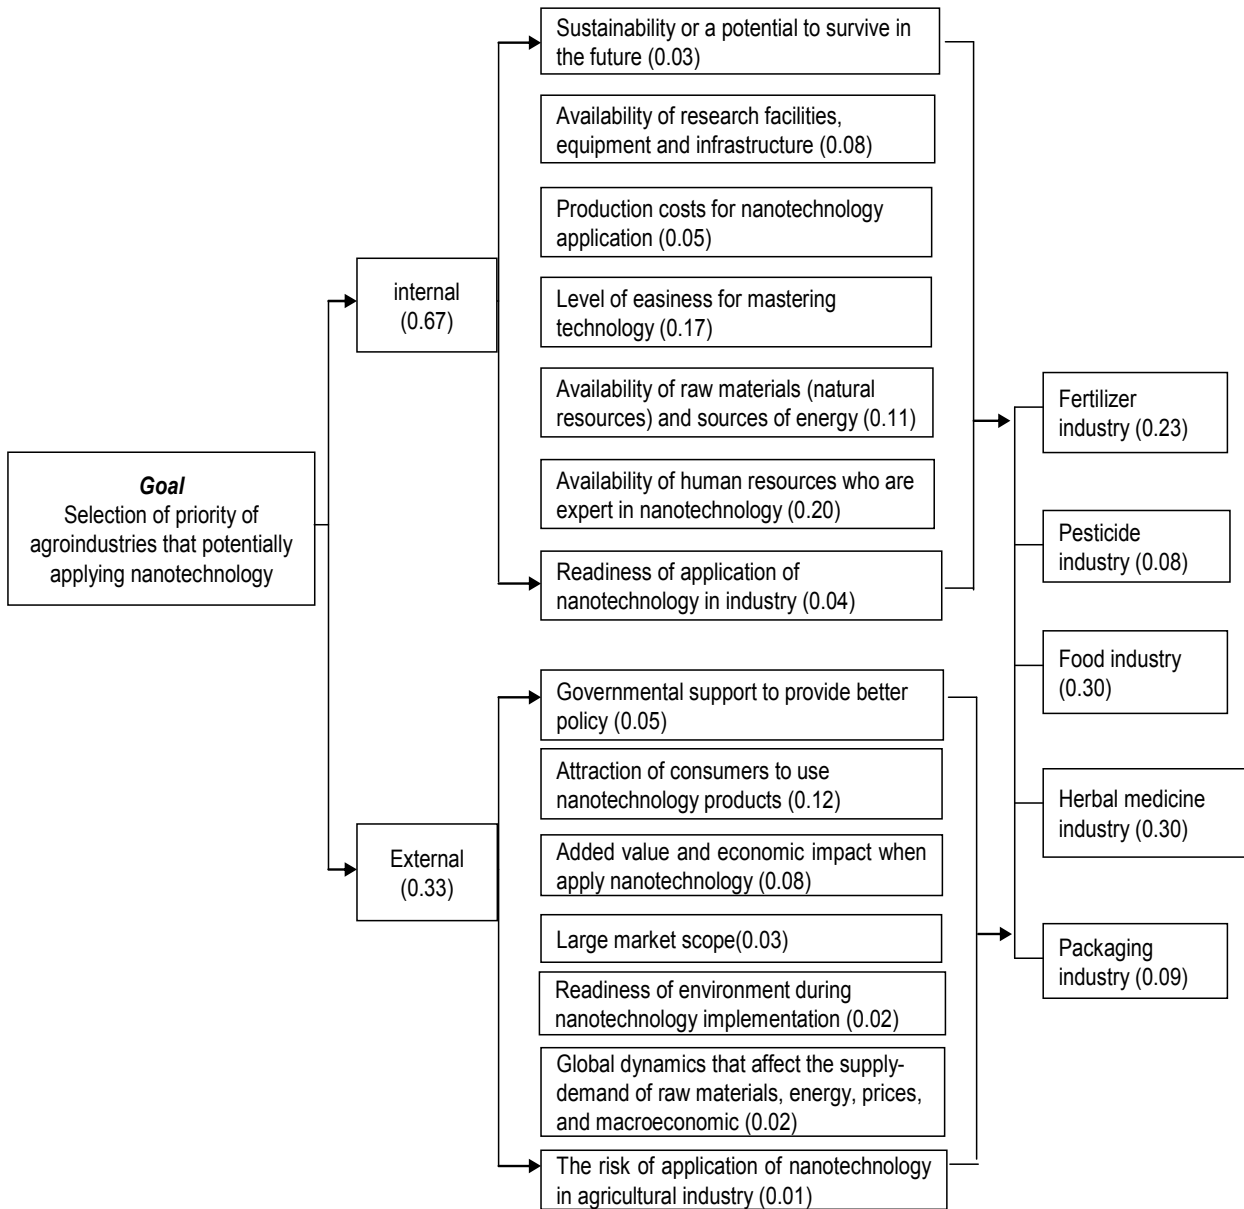 Goal
Selection of priority of
agroindustries that potentially
applying nanotechnology
internal
(0.67)
External
(0.33)
Sustainability or a potential to survive in
the future (0.03)
Availability of research facilities,
equipment and infrastructure (0.08)
Production costs for nanotechnology
application (0.05)
Level of easiness for mastering
technology (0.17)
Availability of raw materials (natural
resources) and sources of energy (0.11)
Availability of human resources who are
expert in nanotechnology (0.20)
Readiness of application of
nanotechnology in industry (0.04)
Governmental support to provide better
policy (0.05)
Attraction of consumers to use
nanotechnology products (0.12)
Added value and economic impact when
apply nanotechnology (0.08)
Large market scope(0.03)
Readiness of environment during
nanotechnology implementation (0.02)
Global dynamics that affect the supply-
demand of raw materials, energy, prices,
and macroeconomic (0.02)
The risk of application of nanotechnology
in agricultural industry (0.01)
Fertilizer
industry (0.23)
Pesticide
industry (0.08)
Food industry
(0.30)
Herbal medicine
industry (0.30)
Packaging
industry (0.09)